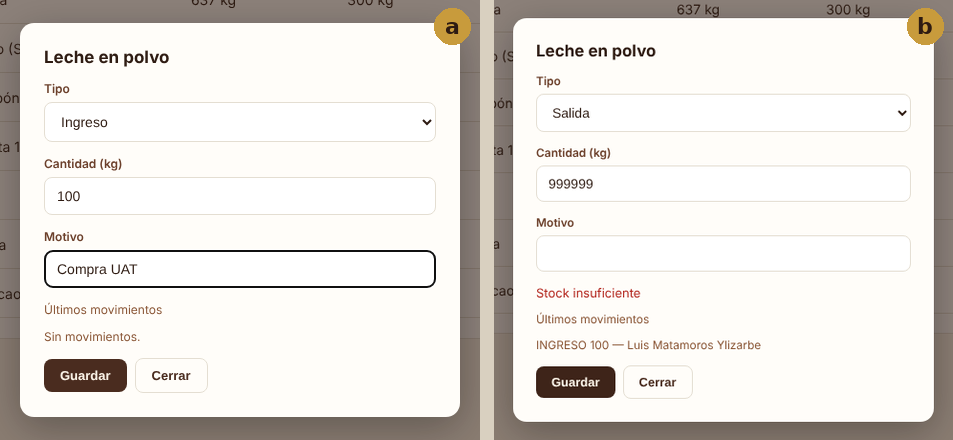 637 kg 300 kg
a
Leche en polvo
Tipo
Ingreso
Cantidad (kg)
100
Motivo
Compra UAT
Últimos movimientos
Sin movimientos.
Guardar Cerrar
637 kg 300 kg
b
Leche en polvo
Tipo
Salida
Cantidad (kg)
999999
Motivo
Stock insuficiente
Últimos movimientos
INGRESO 100 — Luis Matamoros Ylizarbe
Guardar Cerrar